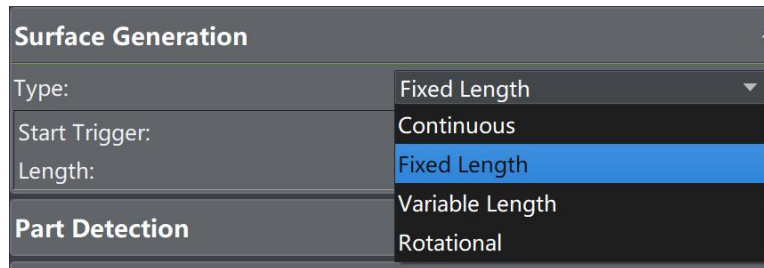 Surface Generation
Type: Fixed Length
Continuous
Start Trigger:
Fixed Length
Length:
Variable Length
Part Detection
Rotational